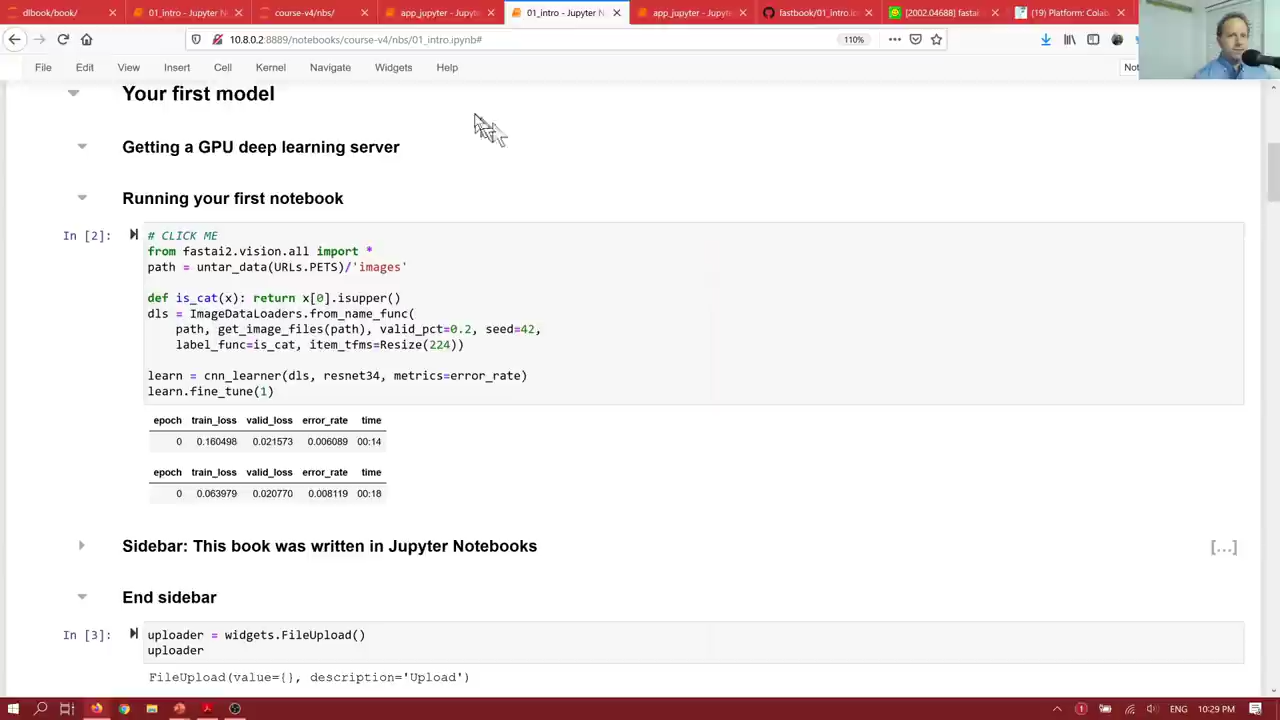 dlbook/book/
01_intro - Jupyter N
course-v4/nbs/
app_jupyter - Jupyter
01_intro - Jupyter N
app_jupyter - Jupyter
fastbook/01_intro.ip
[2002.04688] fastai
(19) Platform: Colab
10.8.0.2:8889/notebooks/course-v4/nbs/01_intro.ipynb#
110%
File Edit View Insert Cell Kernel Navigate Widgets Help
Not
Your first model
Getting a GPU deep learning server
Running your first notebook
In [2]:
# CLICK ME
from fastai2.vision.all import *
path = untar_data(URLs.PETS)/'images'
def is_cat(x): return x[0].isupper()
dls = ImageDataLoaders.from_name_func(
path, get_image_files(path), valid_pct=0.2, seed=42,
label_func=is_cat, item_tfms=Resize(224))
learn = cnn_learner(dls, resnet34, metrics=error_rate)
learn.fine_tune(1)
epoch train_loss valid_loss error_rate time
0 0.160498 0.021573 0.006089 00:14
epoch train_loss valid_loss error_rate time
0 0.063979 0.020770 0.008119 00:18
Sidebar: This book was written in Jupyter Notebooks
[...]
End sidebar
In [3]:
uploader = widgets.FileUpload()
uploader
FileUpload(value={}, description='Upload')
ENG 10:29 PM